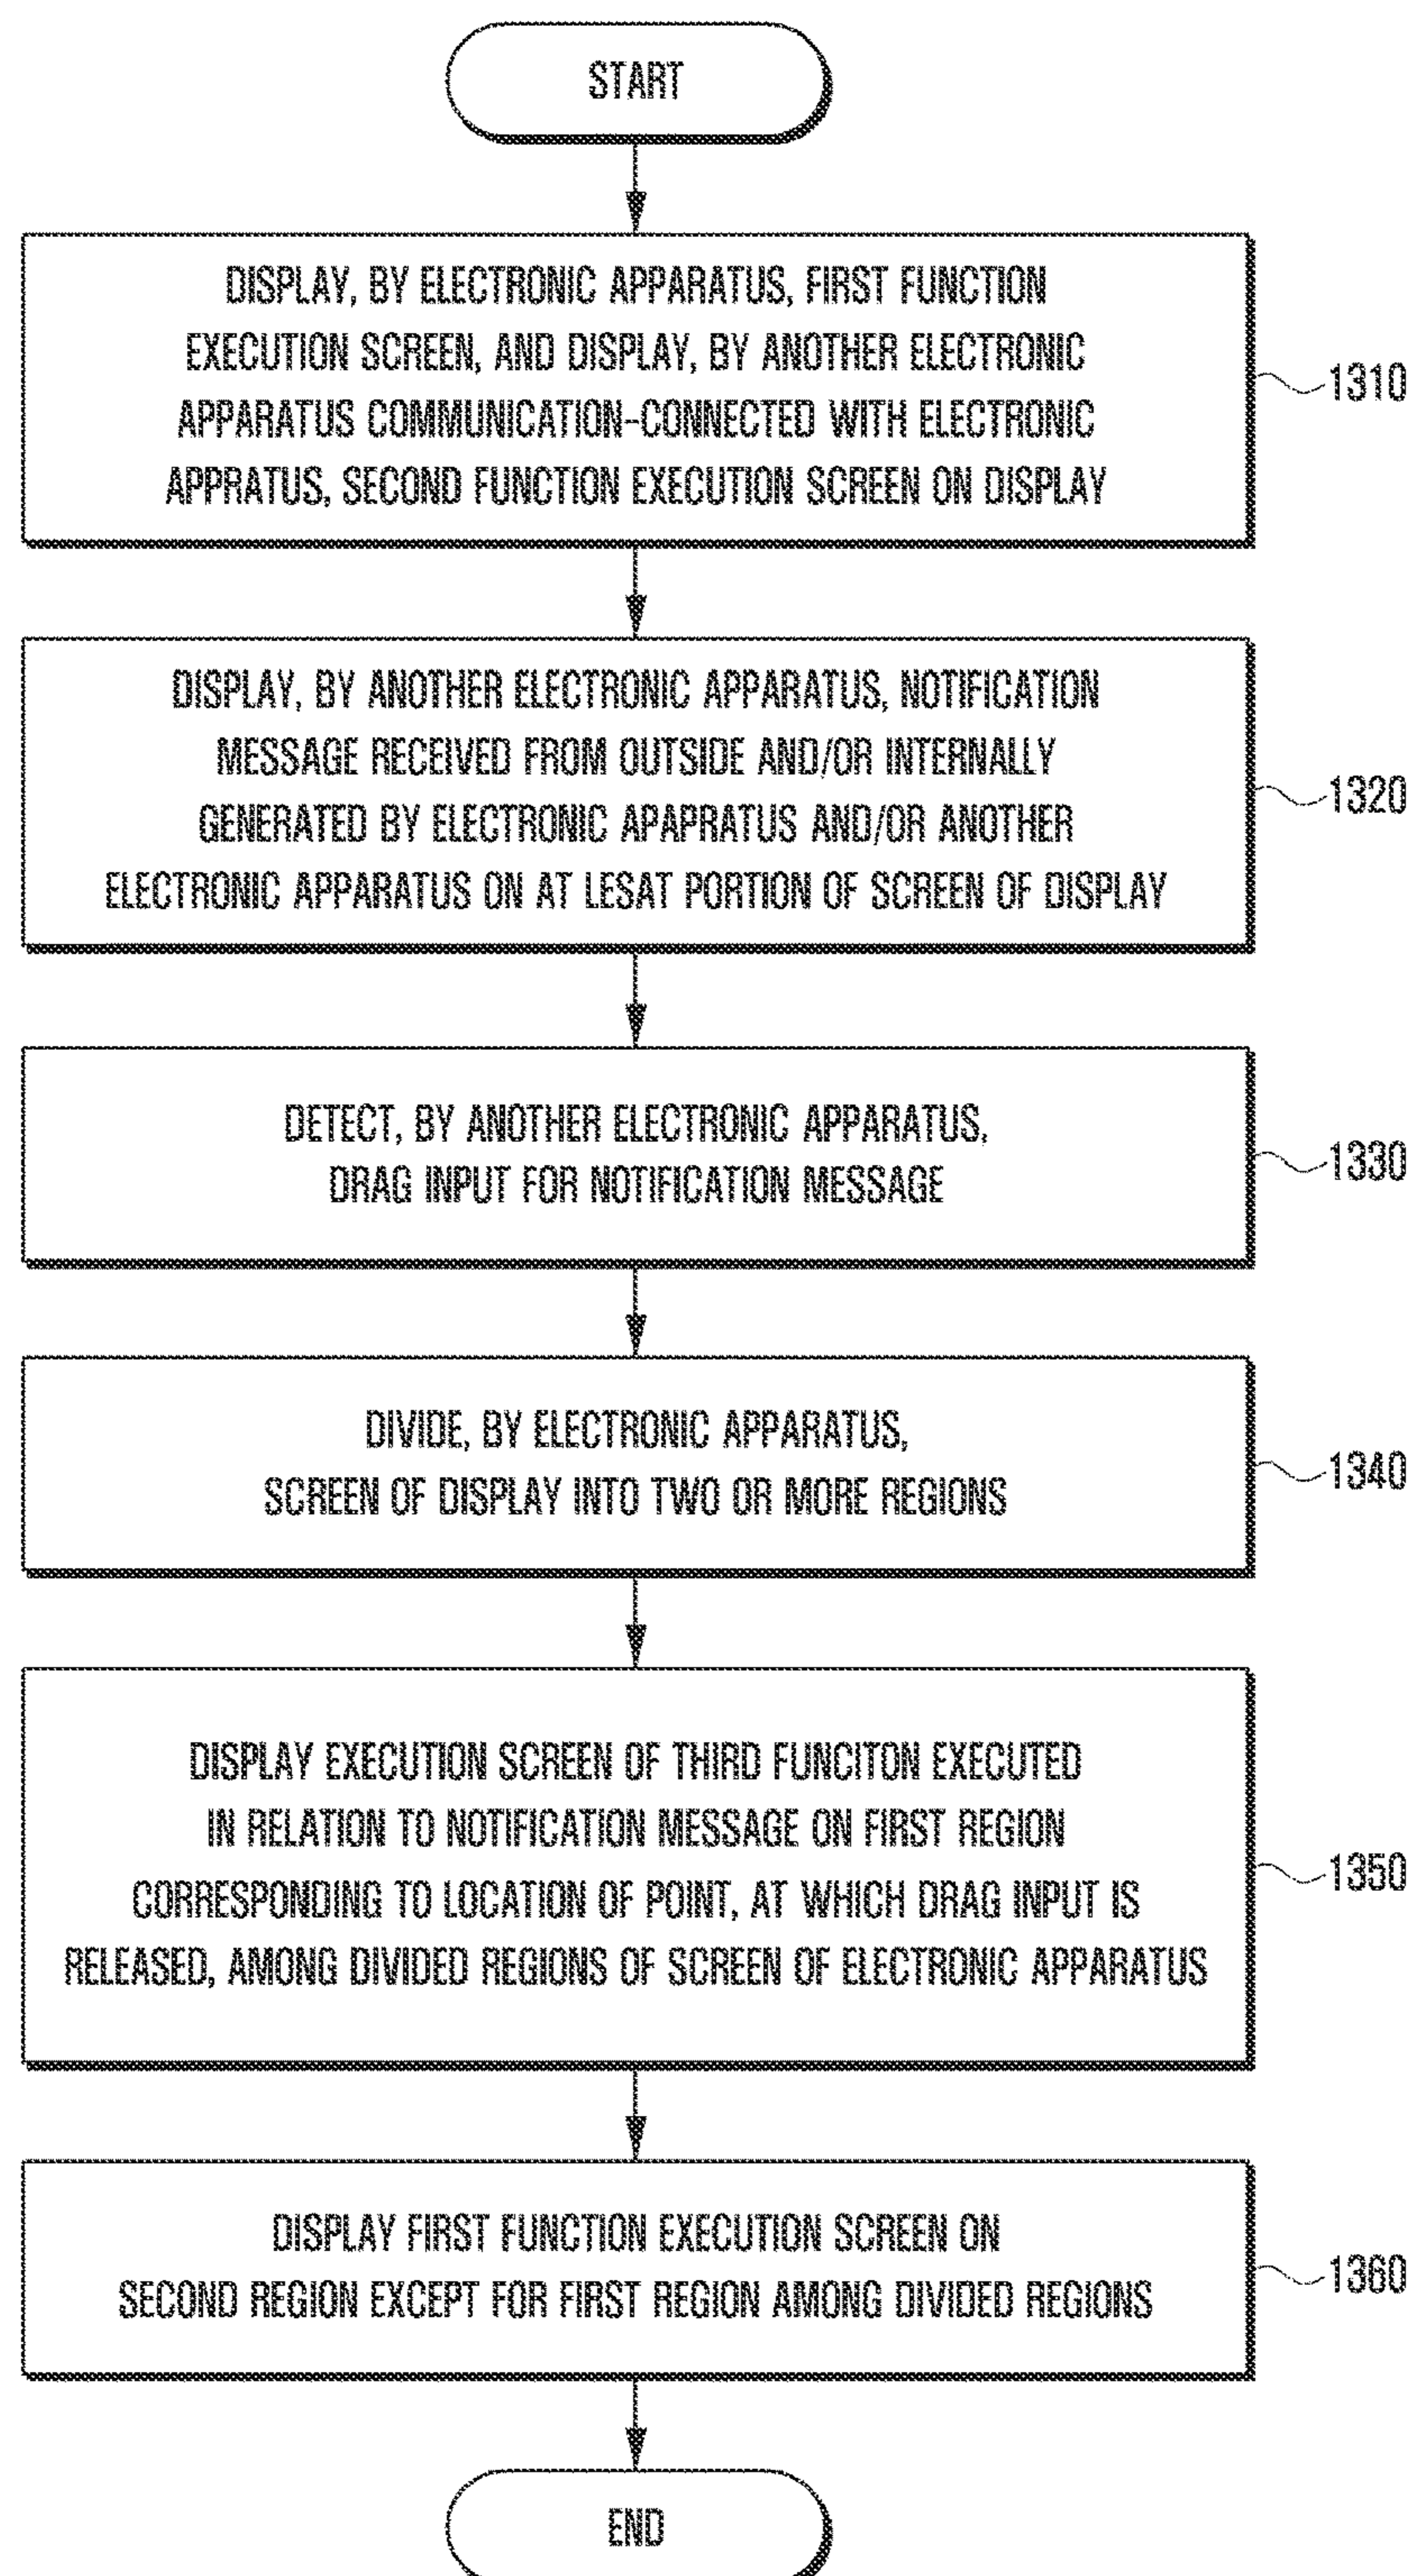 START
DISPLAY, BY ELECTRONIC APPARATUS, FIRST FUNCTION
EXECUTION SCREEN, AND DISPLAY, BY ANOTHER ELECTRONIC
APPARATUS COMMUNICATION-CONNECTED WITH ELECTRONIC
APPRATUS, SECOND FUNCTION EXECUTION SCREEN ON DISPLAY
1310
DISPLAY, BY ANOTHER ELECTRONIC APPARATUS, NOTIFICATION
MESSAGE RECEIVED FROM OUTSIDE AND/OR INTERNALLY
GENERATED BY ELECTRONIC APAPRATUS AND/OR ANOTHER
ELECTRONIC APPARATUS ON AT LESAT PORTION OF SCREEN OF DISPLAY
1320
DETECT, BY ANOTHER ELECTRONIC APPARATUS,
DRAG INPUT FOR NOTIFICATION MESSAGE
1330
DIVIDE, BY ELECTRONIC APPARATUS,
SCREEN OF DISPLAY INTO TWO OR MORE REGIONS
1340
DISPLAY EXECUTION SCREEN OF THIRD FUNCITON EXECUTED
IN RELATION TO NOTIFICATION MESSAGE ON FIRST REGION
CORRESPONDING TO LOCATION OF POINT, AT WHICH DRAG INPUT IS
RELEASED, AMONG DIVIDED REGIONS OF SCREEN OF ELECTRONIC APPARATUS
1350
DISPLAY FIRST FUNCTION EXECUTION SCREEN ON
SECOND REGION EXCEPT FOR FIRST REGION AMONG DIVIDED REGIONS
1360
END